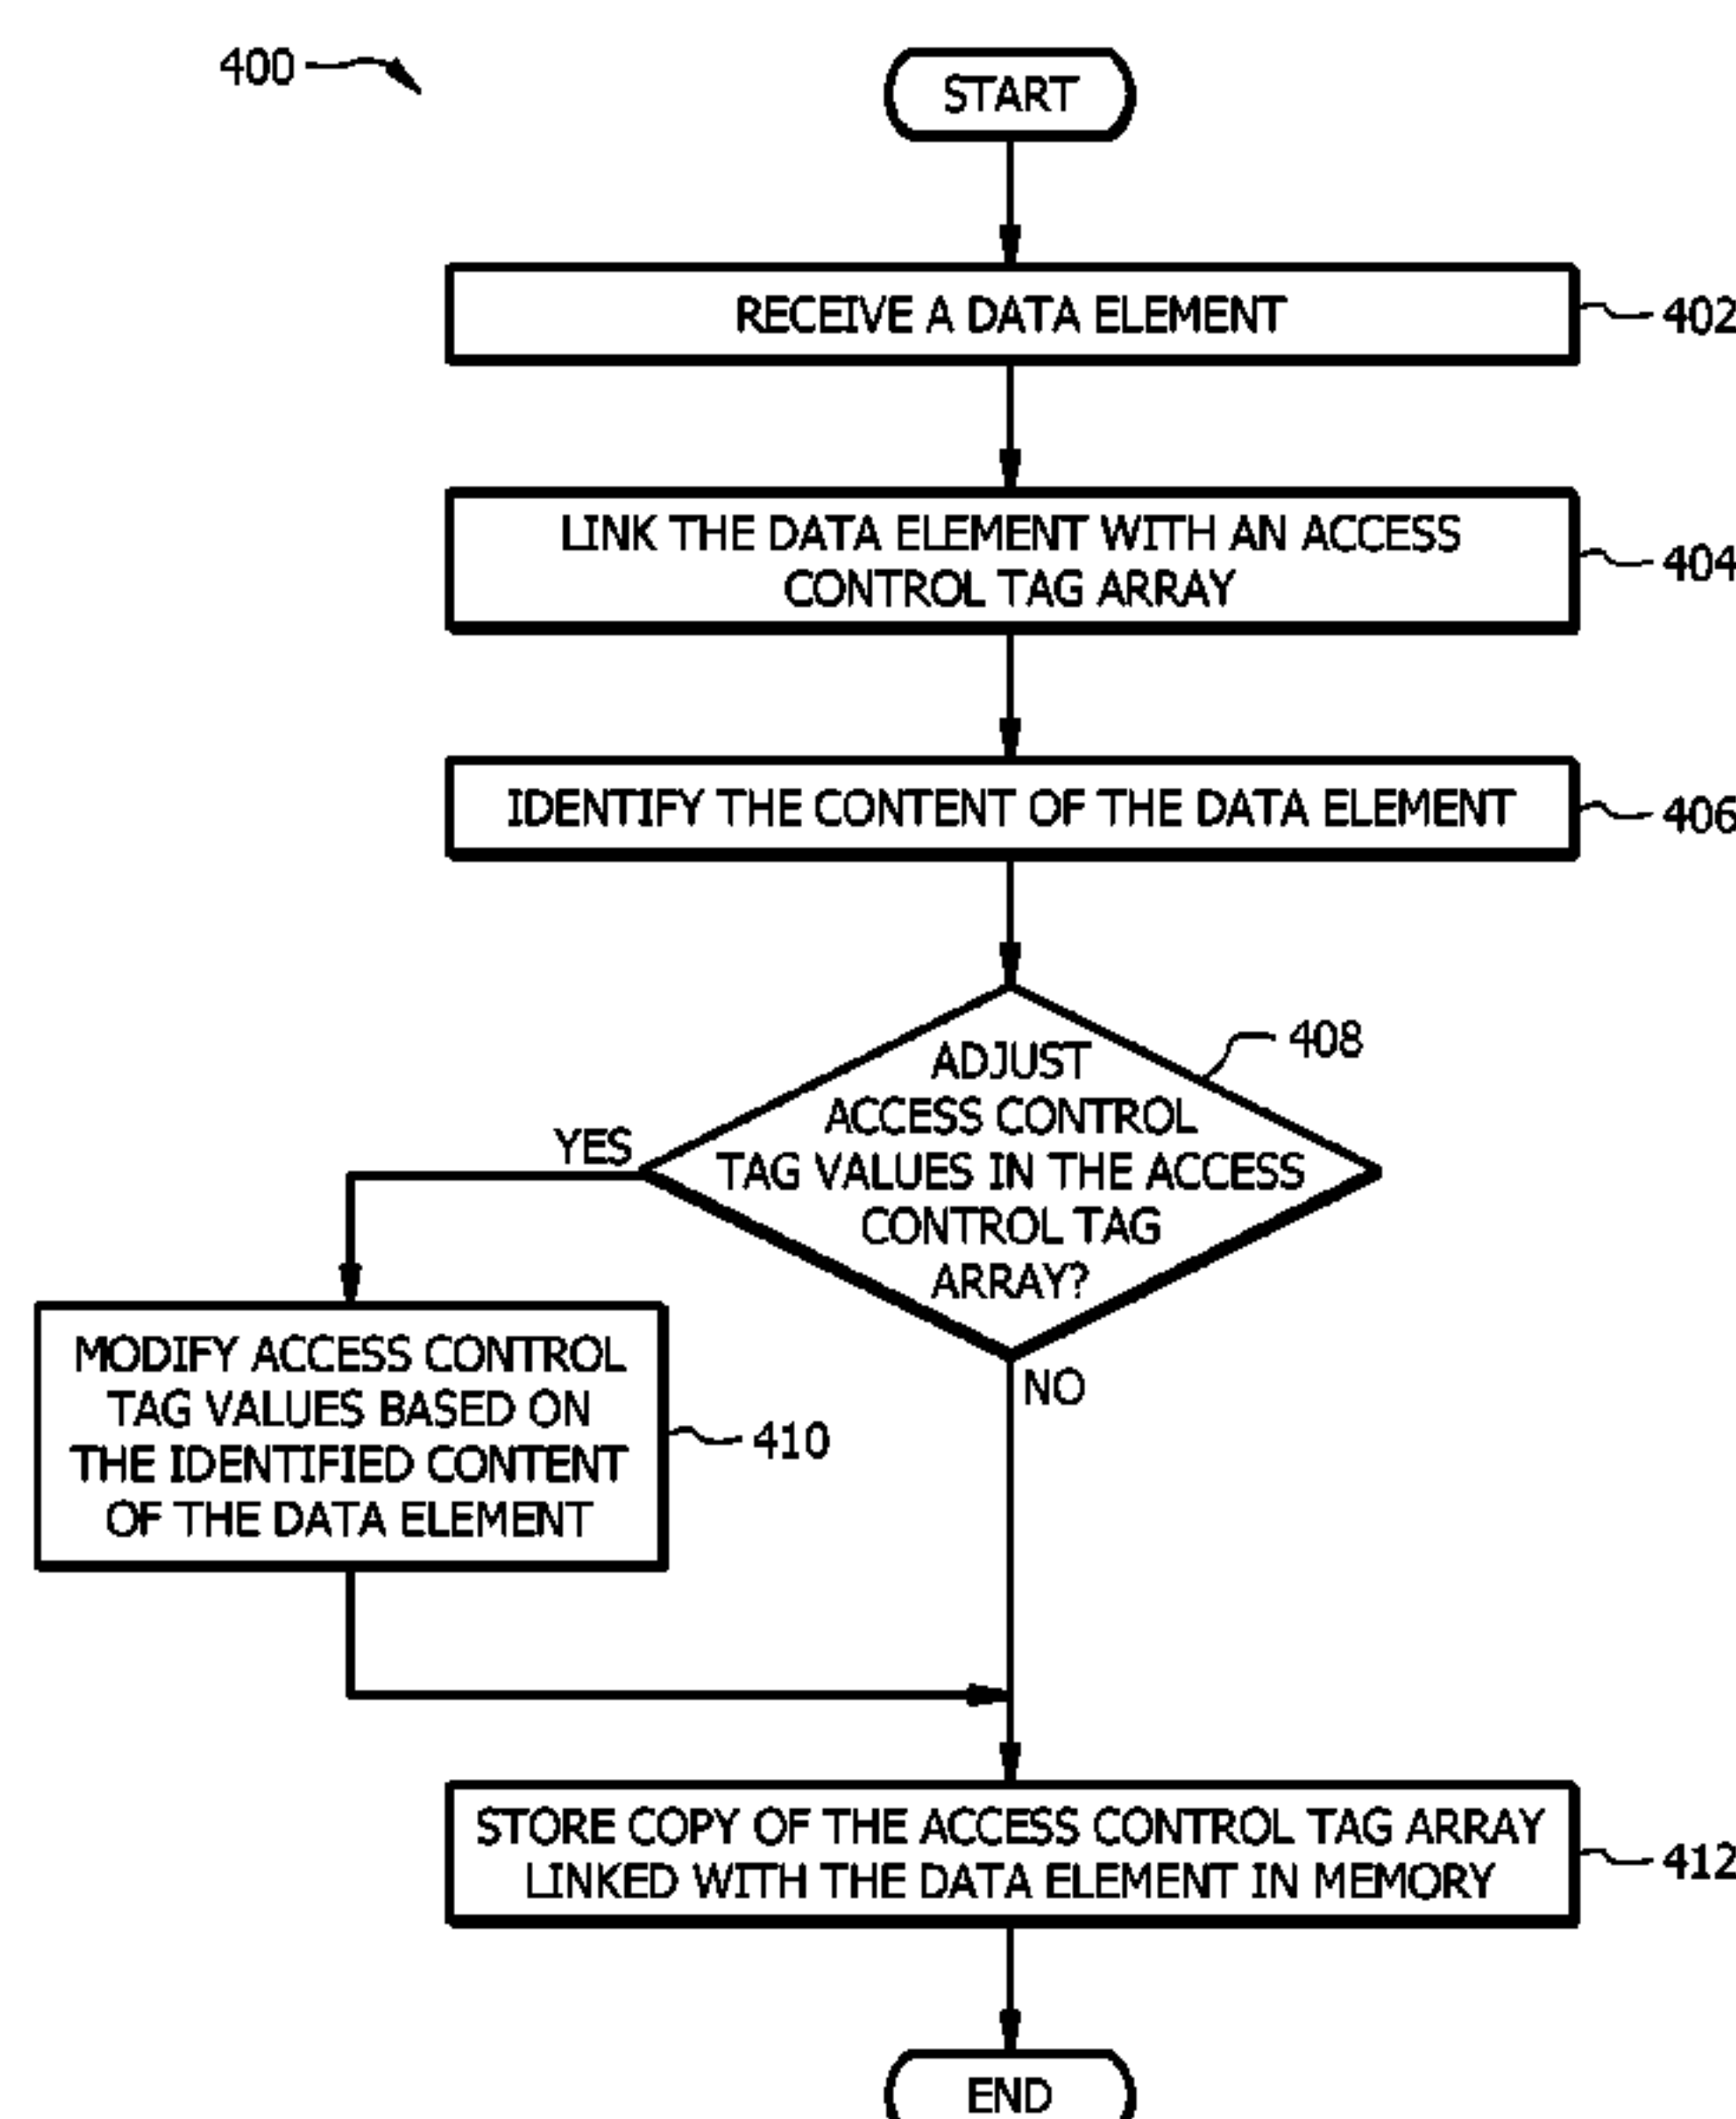 400
START
RECEIVE A DATA ELEMENT
402
LINK THE DATA ELEMENT WITH AN ACCESS
CONTROL TAG ARRAY
404
IDENTIFY THE CONTENT OF THE DATA ELEMENT
406
ADJUST
ACCESS CONTROL
TAG VALUES IN THE ACCESS
CONTROL TAG
ARRAY?
408
YES
NO
MODIFY ACCESS CONTROL
TAG VALUES BASED ON
THE IDENTIFIED CONTENT
OF THE DATA ELEMENT
410
STORE COPY OF THE ACCESS CONTROL TAG ARRAY
LINKED WITH THE DATA ELEMENT IN MEMORY
412
END